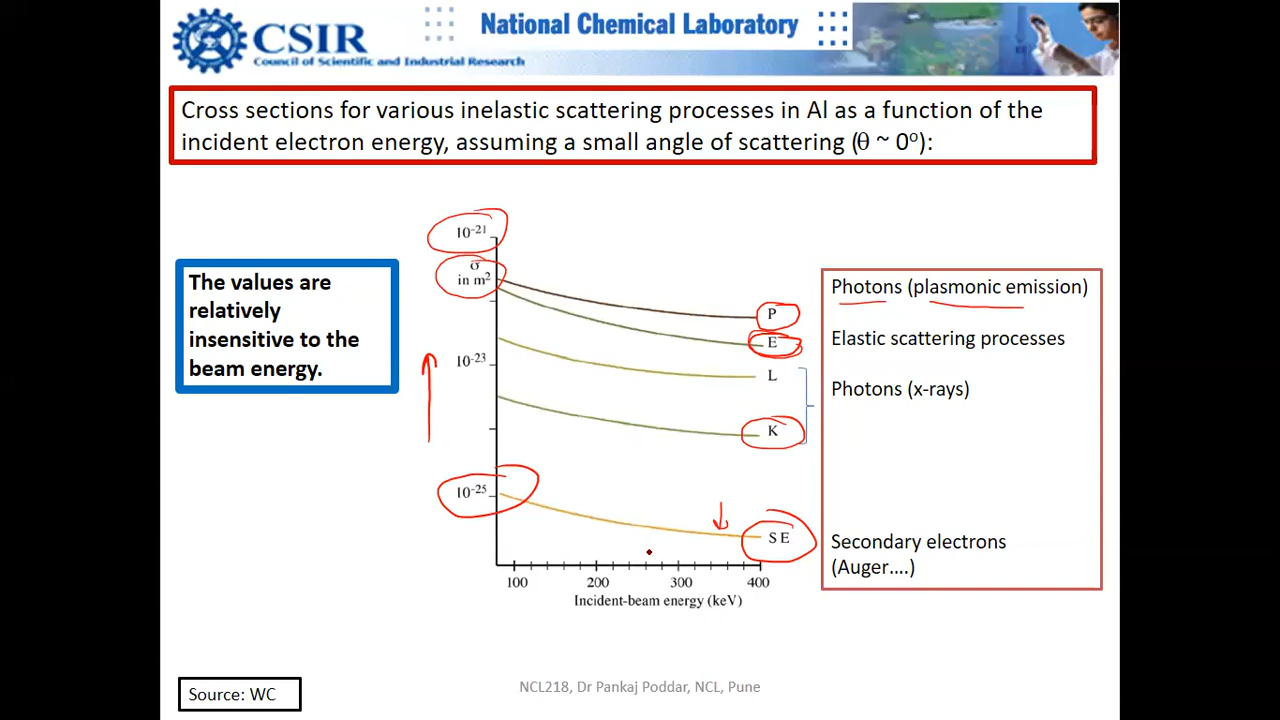 CSIR
Council of Scientific and Industrial Research
National Chemical Laboratory
Cross sections for various inelastic scattering processes in Al as a function of the
incident electron energy, assuming a small angle of scattering (θ ~ 0°):
The values are
relatively
insensitive to the
beam energy.
10⁻²¹
σ
in m²
10⁻²³
10⁻²⁵
P
E
L
K
S E
100 200 300 400
Incident-beam energy (keV)
Photons (plasmonic emission)
Elastic scattering processes
Photons (x-rays)
Secondary electrons
(Auger....)
Source: WC
NCL218, Dr Pankaj Poddar, NCL, Pune